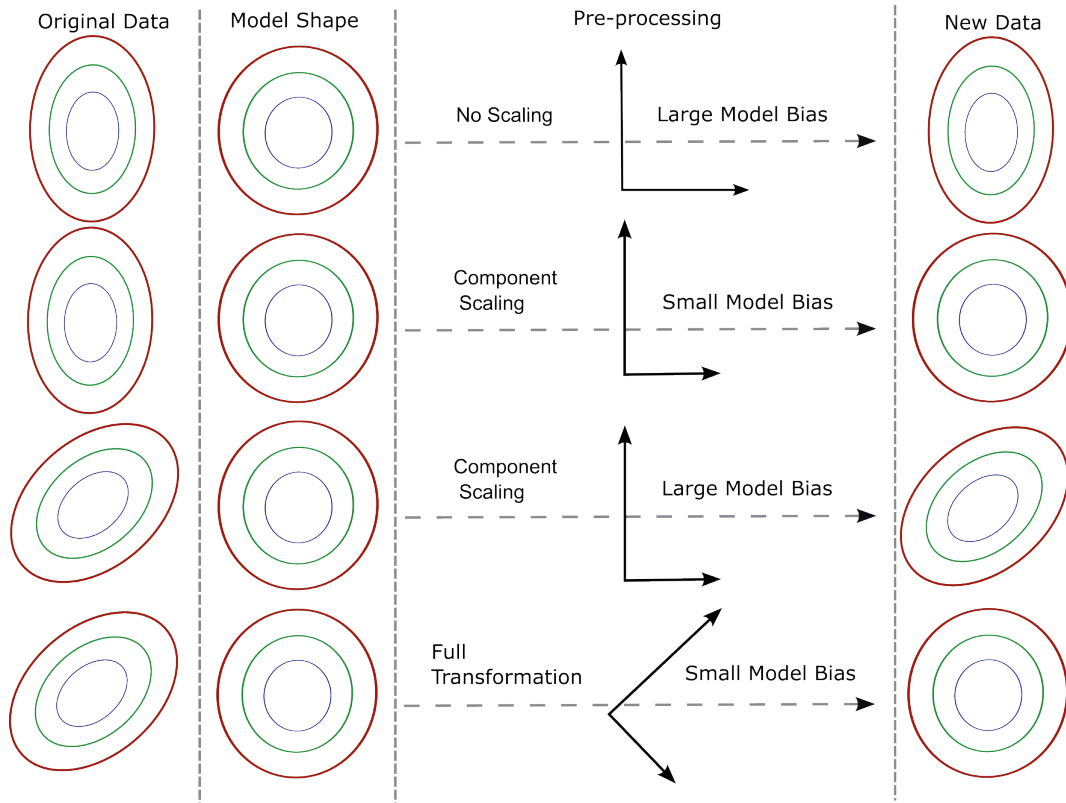 Original Data
Model Shape
Pre-processing
New Data
No Scaling
Large Model Bias
Component
Scaling
Small Model Bias
Component
Scaling
Large Model Bias
Full
Transformation
Small Model Bias